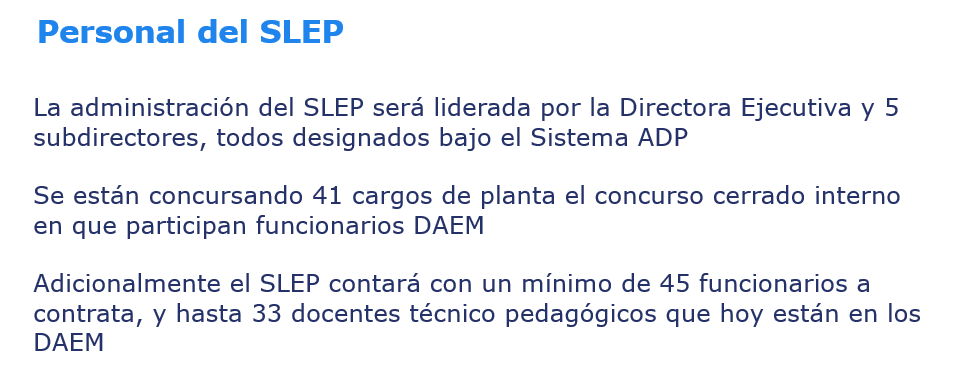 Personal del SLEP
La administración del SLEP será liderada por la Directora Ejecutiva y 5
subdirectores, todos designados bajo el Sistema ADP
Se están concursando 41 cargos de planta el concurso cerrado interno
en que participan funcionarios DAEM
Adicionalmente el SLEP contará con un mínimo de 45 funcionarios a
contrata, y hasta 33 docentes técnico pedagógicos que hoy están en los
DAEM